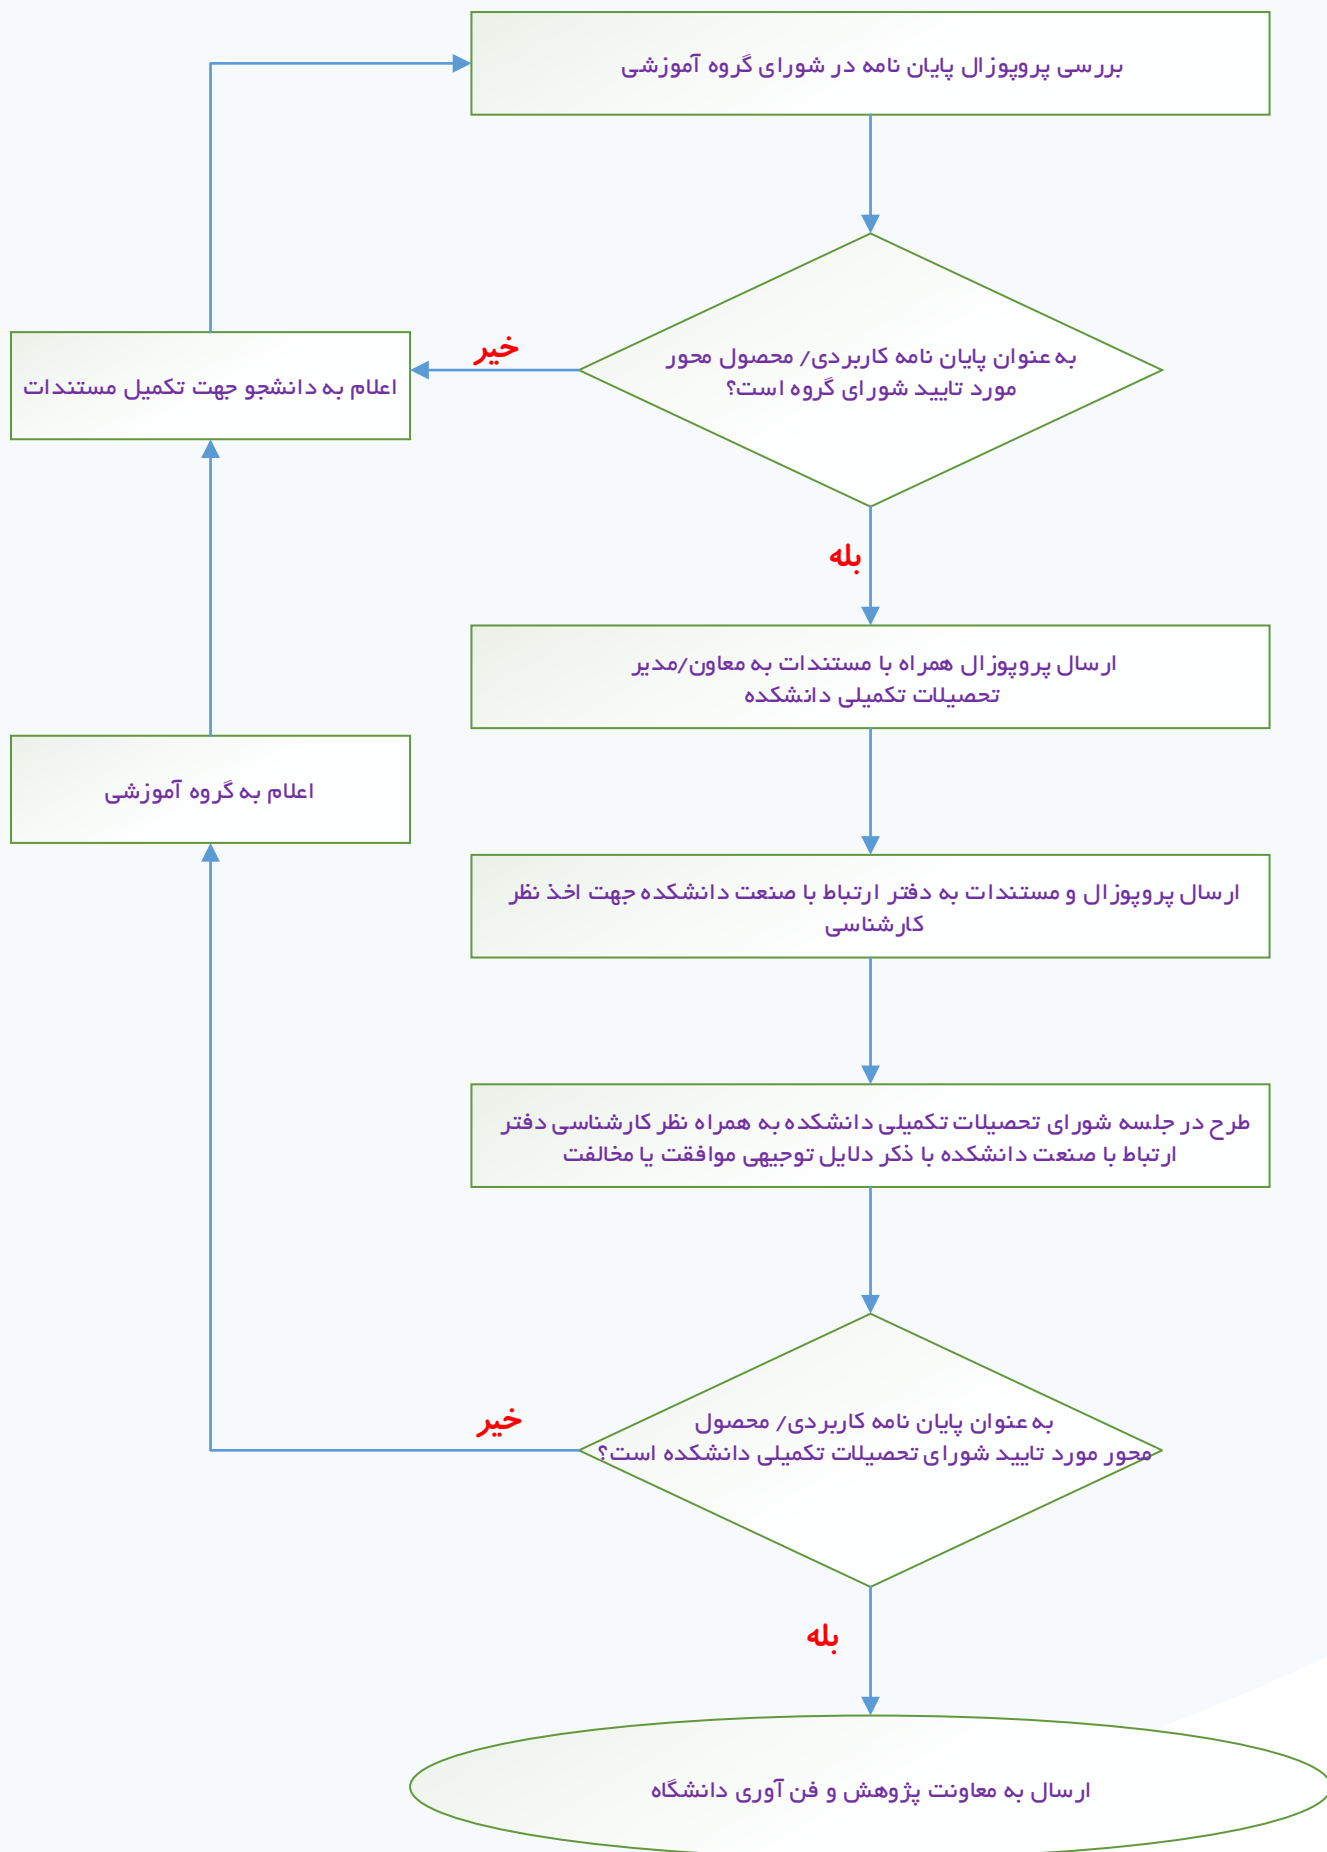 بررسی پروپوزال پایان نامه در شورای گروه آموزشی
به عنوان پایان نامه کاربردی/ محصول محور
مورد تایید شورای گروه است؟
خیر
اعلام به دانشجو جهت تکمیل مستندات
بله
ارسال پروپوزال همراه با مستندات به معاون/مدیر
تحصیلات تکمیلی دانشکده
اعلام به گروه آموزشی
ارسال پروپوزال و مستندات به دفتر ارتباط با صنعت دانشکده جهت اخذ نظر
کارشناسی
طرح در جلسه شورای تحصیلات تکمیلی دانشکده به همراه نظر کارشناسی دفتر
ارتباط با صنعت دانشکده با ذکر دلایل توجیهی موافقت یا مخالفت
به عنوان پایان نامه کاربردی/ محصول
محور مورد تایید شورای تحصیلات تکمیلی دانشکده است؟
خیر
بله
ارسال به معاونت پژوهش و فن آوری دانشگاه